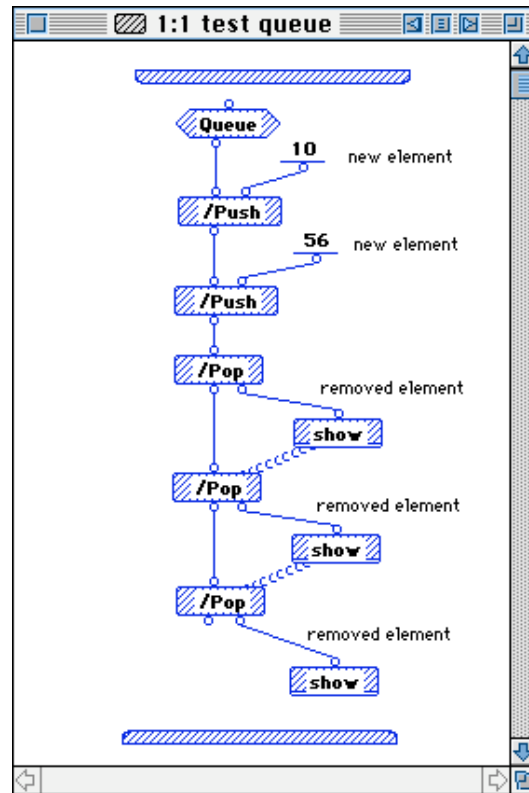 1:1 test queue
Queue
10
new element
/Push
56
new element
/Push
/Pop
removed element
show
/Pop
removed element
show
/Pop
removed element
show